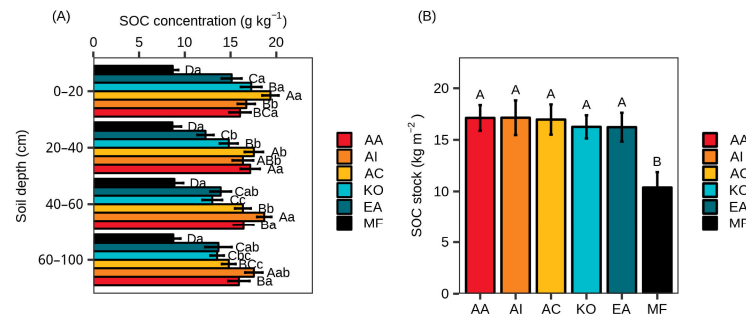 (A)
SOC concentration (g kg⁻¹)
0 5 10 15 20
Soil depth (cm)
0−20
Da
Ca
Ba
Aa
Bb
BCa
20−40
Da
Cb
Bb
Ab
ABb
Aa
40−60
Da
Cab
Cc
Bb
Aa
Ba
60−100
Da
Cab
Cbc
BCc
Aab
Ba
AA
AI
AC
KO
EA
MF
(B)
SOC stock (kg m⁻²)
20
15
10
5
0
A A A A A B
AA AI AC KO EA MF
AA
AI
AC
KO
EA
MF